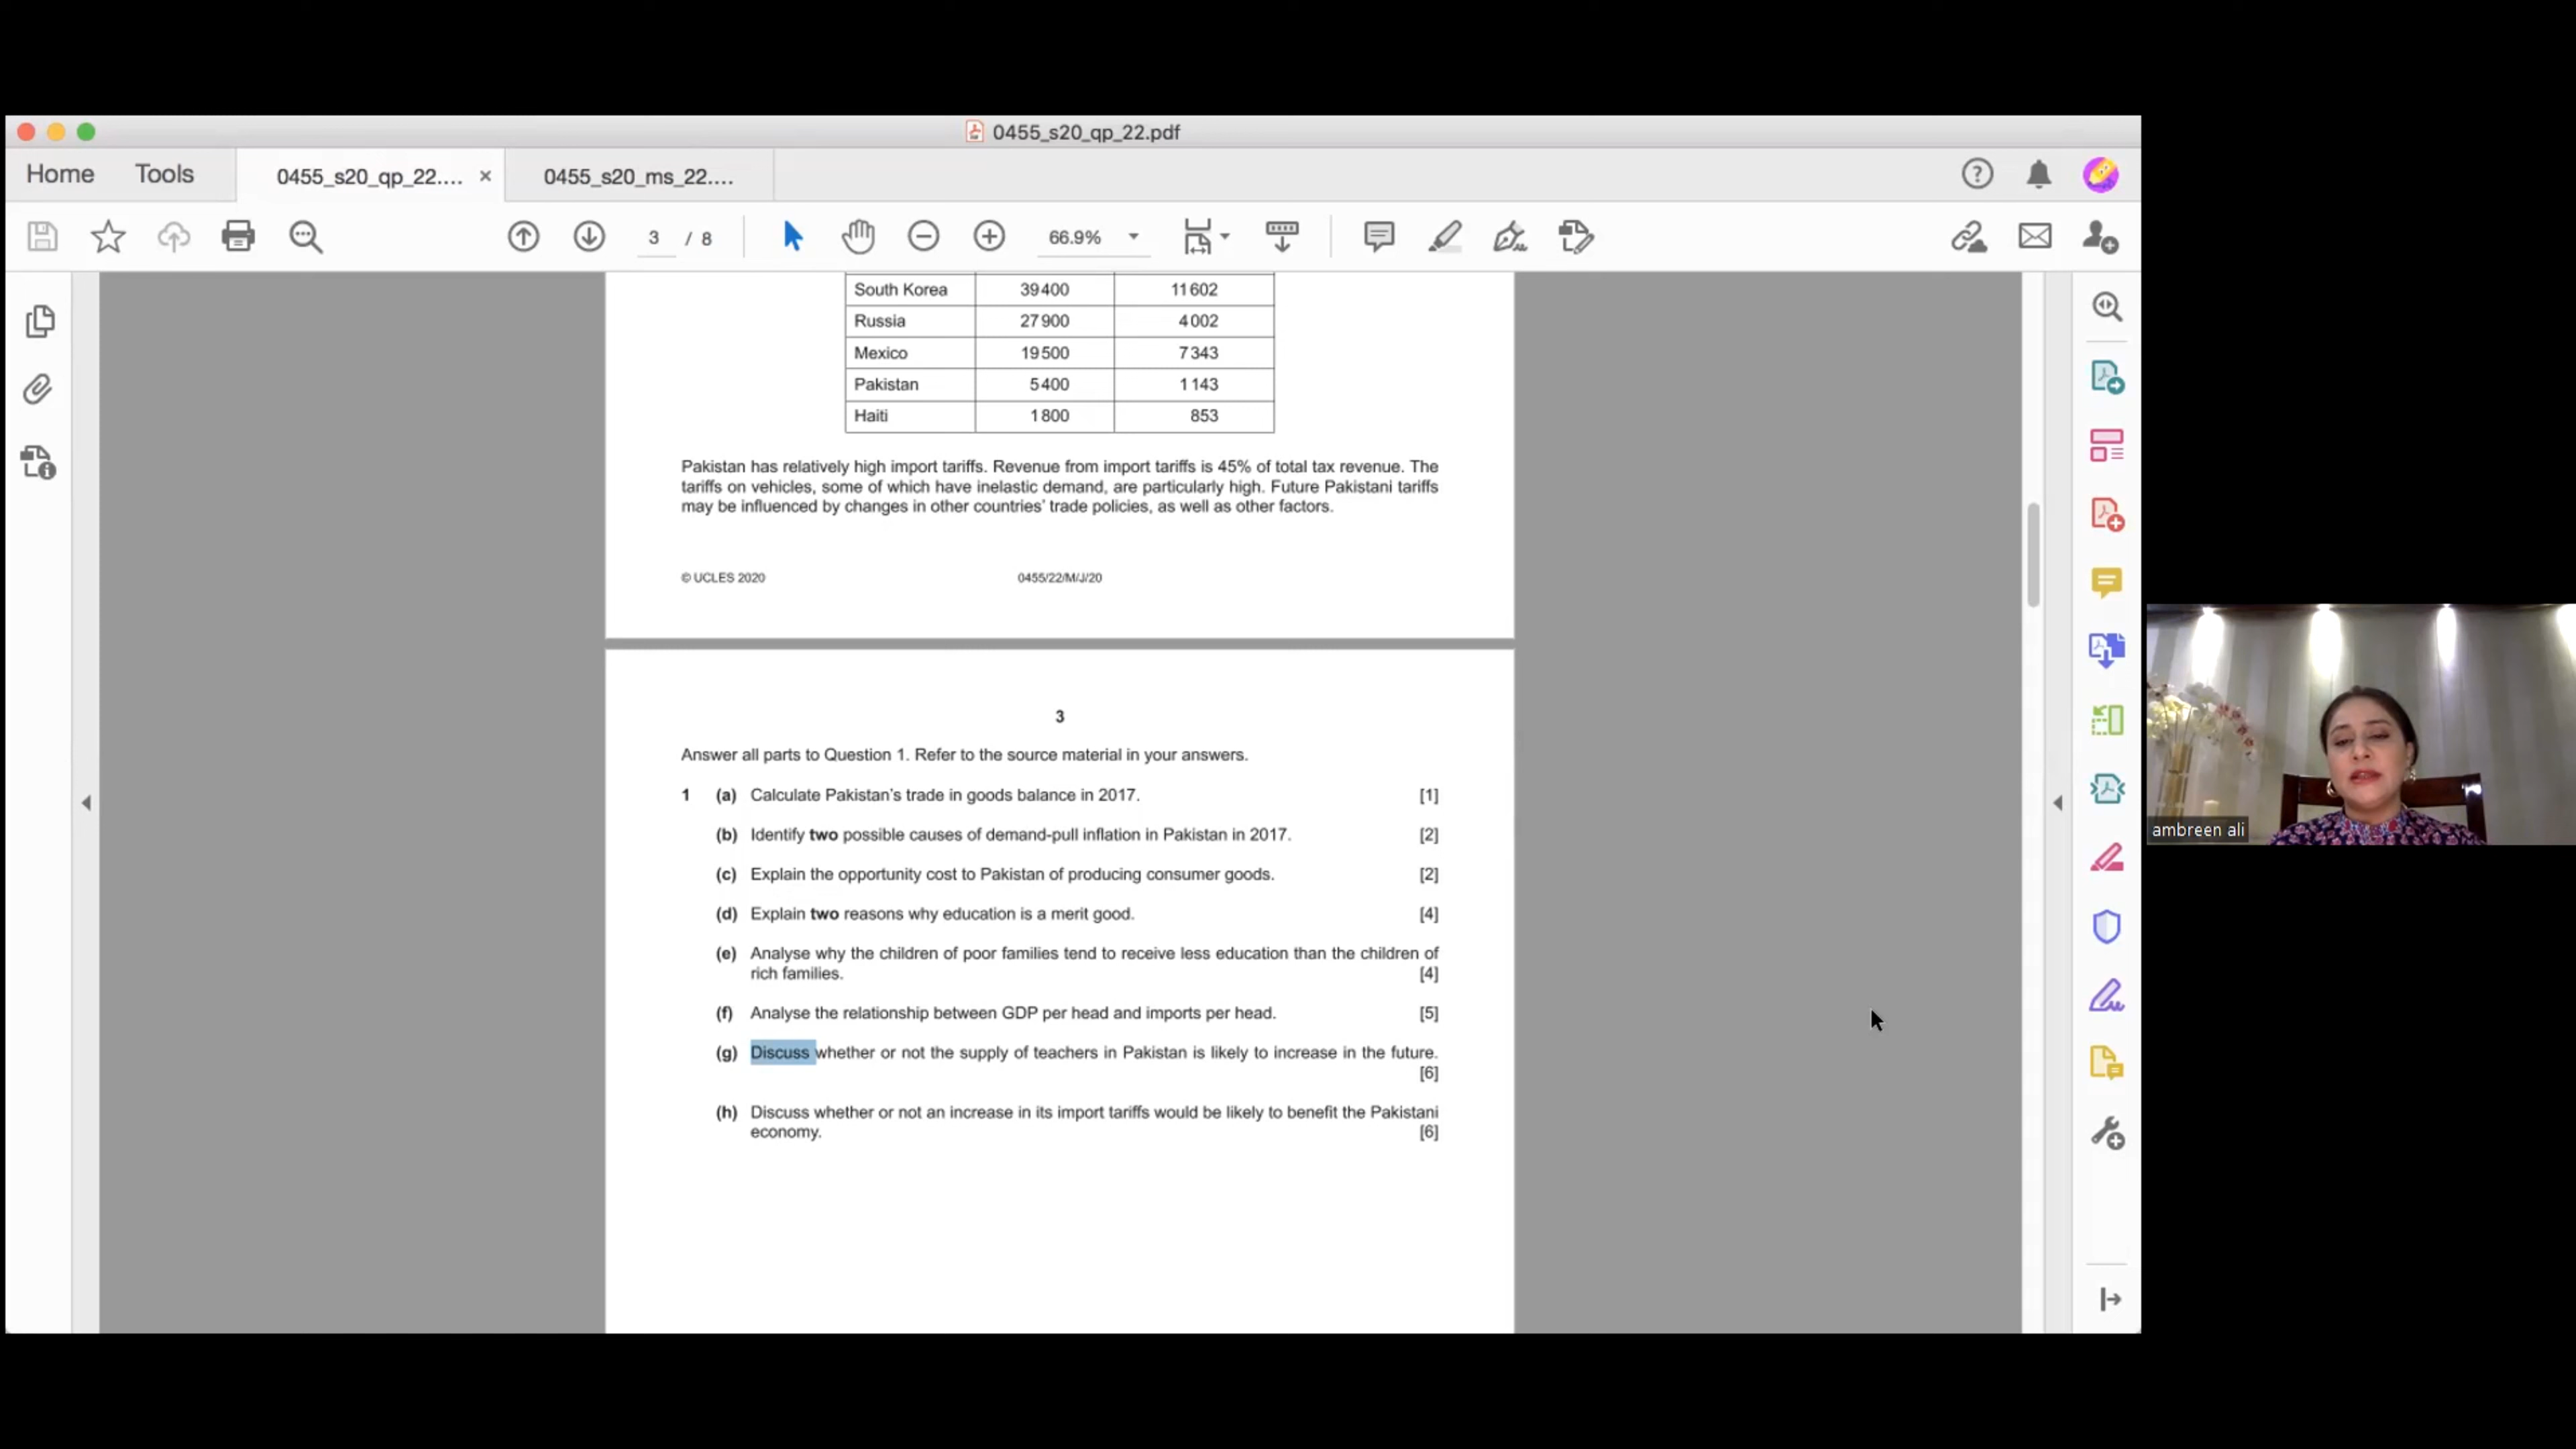 0455_s20_qp_22.pdf
Home Tools 0455_s20_qp_22.... × 0455_s20_ms_22....
3 / 8 66.9%
South Korea 39400 11602
Russia 27900 4002
Mexico 19500 7343
Pakistan 5400 1143
Haiti 1800 853
Pakistan has relatively high import tariffs. Revenue from import tariffs is 45% of total tax revenue. The
tariffs on vehicles, some of which have inelastic demand, are particularly high. Future Pakistani tariffs
may be influenced by changes in other countries' trade policies, as well as other factors.
© UCLES 2020 0455/22/M/J/20
3
Answer all parts to Question 1. Refer to the source material in your answers.
1 (a) Calculate Pakistan's trade in goods balance in 2017. [1]
(b) Identify two possible causes of demand-pull inflation in Pakistan in 2017. [2]
(c) Explain the opportunity cost to Pakistan of producing consumer goods. [2]
(d) Explain two reasons why education is a merit good. [4]
(e) Analyse why the children of poor families tend to receive less education than the children of
rich families. [4]
(f) Analyse the relationship between GDP per head and imports per head. [5]
(g) Discuss whether or not the supply of teachers in Pakistan is likely to increase in the future.
[6]
(h) Discuss whether or not an increase in its import tariffs would be likely to benefit the Pakistani
economy. [6]
ambreen ali